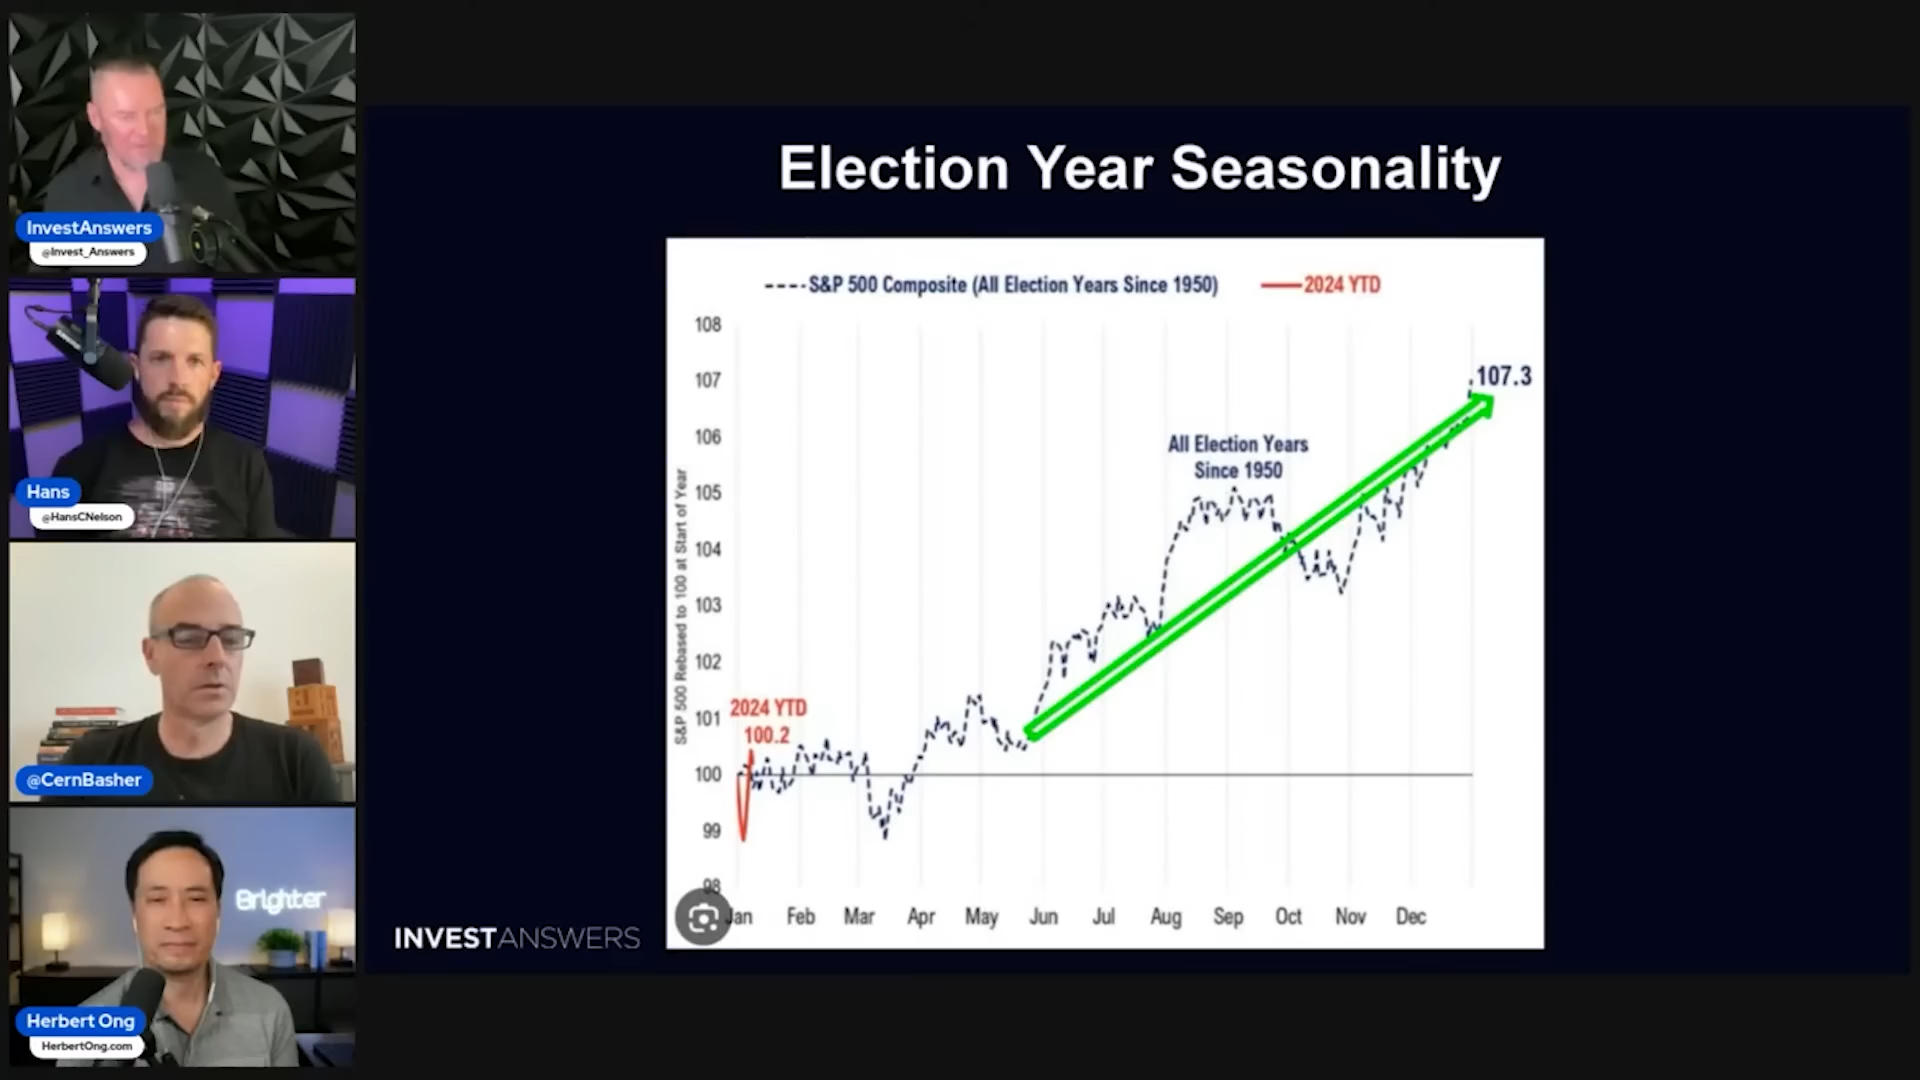 InvestAnswers
@Invest_Answers
Hans
@HansCNelson
@CernBasher
Brighter
Herbert Ong
HerbertOng.com
Election Year Seasonality
S&P 500 Composite (All Election Years Since 1950)
2024 YTD
108
107
106
105
104
103
102
101
100
99
98
S&P 500 Rebased to 100 at Start of Year
107.3
All Election Years
Since 1950
2024 YTD
100.2
Jan Feb Mar Apr May Jun Jul Aug Sep Oct Nov Dec
INVESTANSWERS